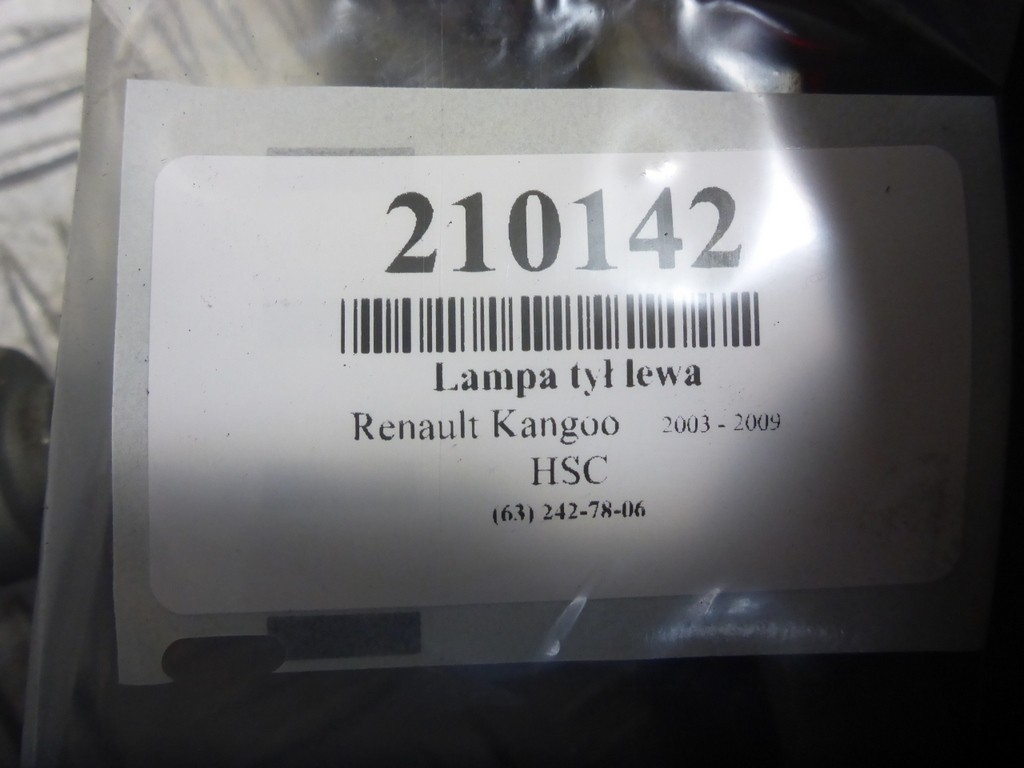 210142
Lampa tył lewa
Renault Kangoo 2003 - 2009
HSC
(63) 242-78-06